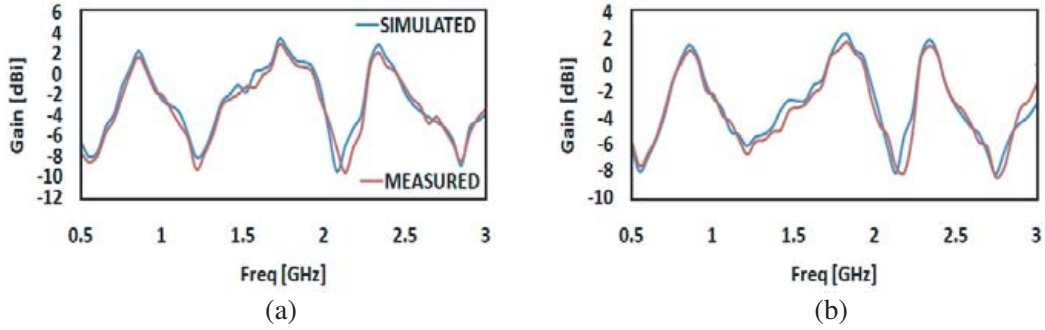 6
4
2
0
-2
-4
-6
-8
-10
-12
Gain [dBi]
SIMULATED
MEASURED
0.5 1 1.5 2 2.5 3
Freq [GHz]
(a)
4
2
0
-2
-4
-6
-8
-10
Gain [dBi]
0.5 1 1.5 2 2.5 3
Freq [GHz]
(b)